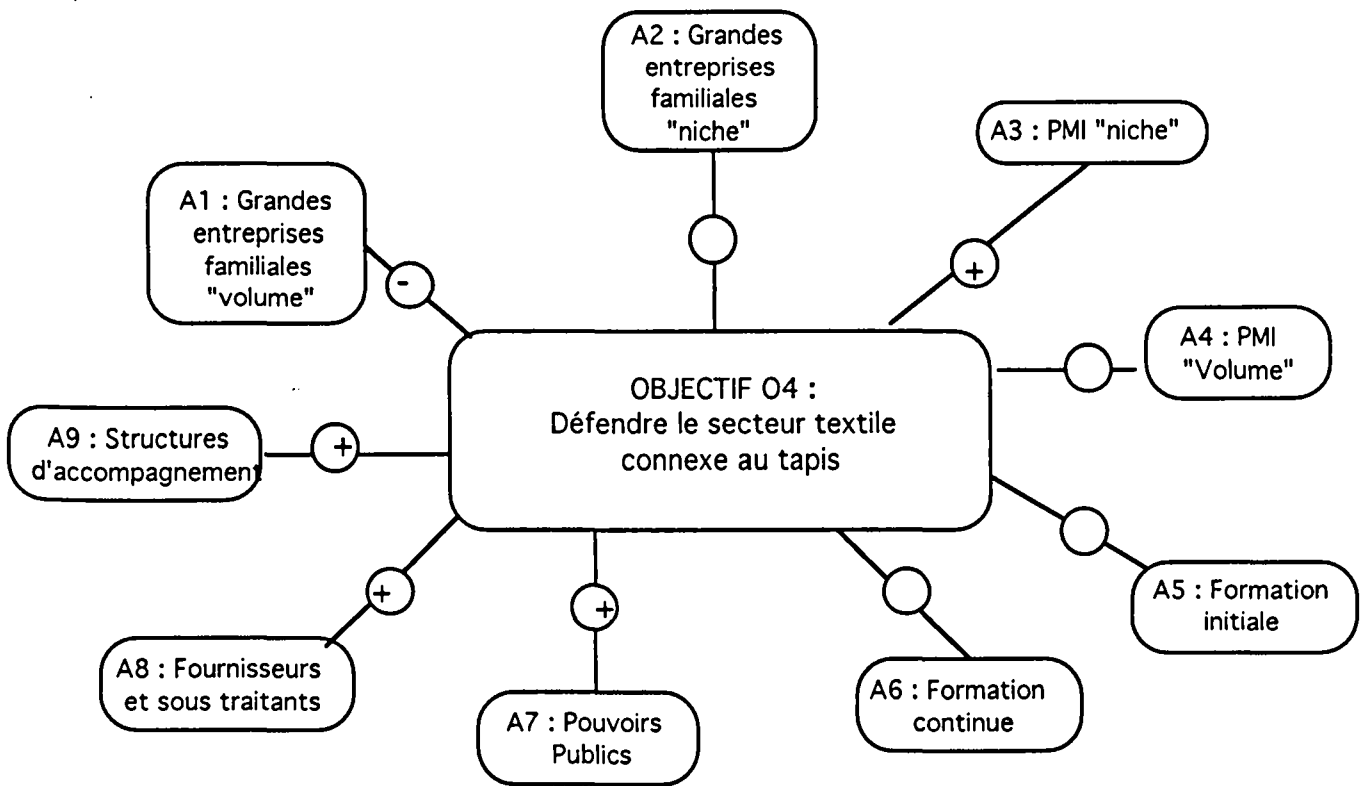 A2 : Grandes
entreprises
familiales
"niche"
A3 : PMI "niche"
A1 : Grandes
entreprises
familiales
"volume"
-
+
A4 : PMI
"Volume"
OBJECTIF O4 :
Défendre le secteur textile
connexe au tapis
A9 : Structures
d'accompagnement
+
A5 : Formation
initiale
+
+
A8 : Fournisseurs
et sous traitants
A7 : Pouvoirs
Publics
A6 : Formation
continue